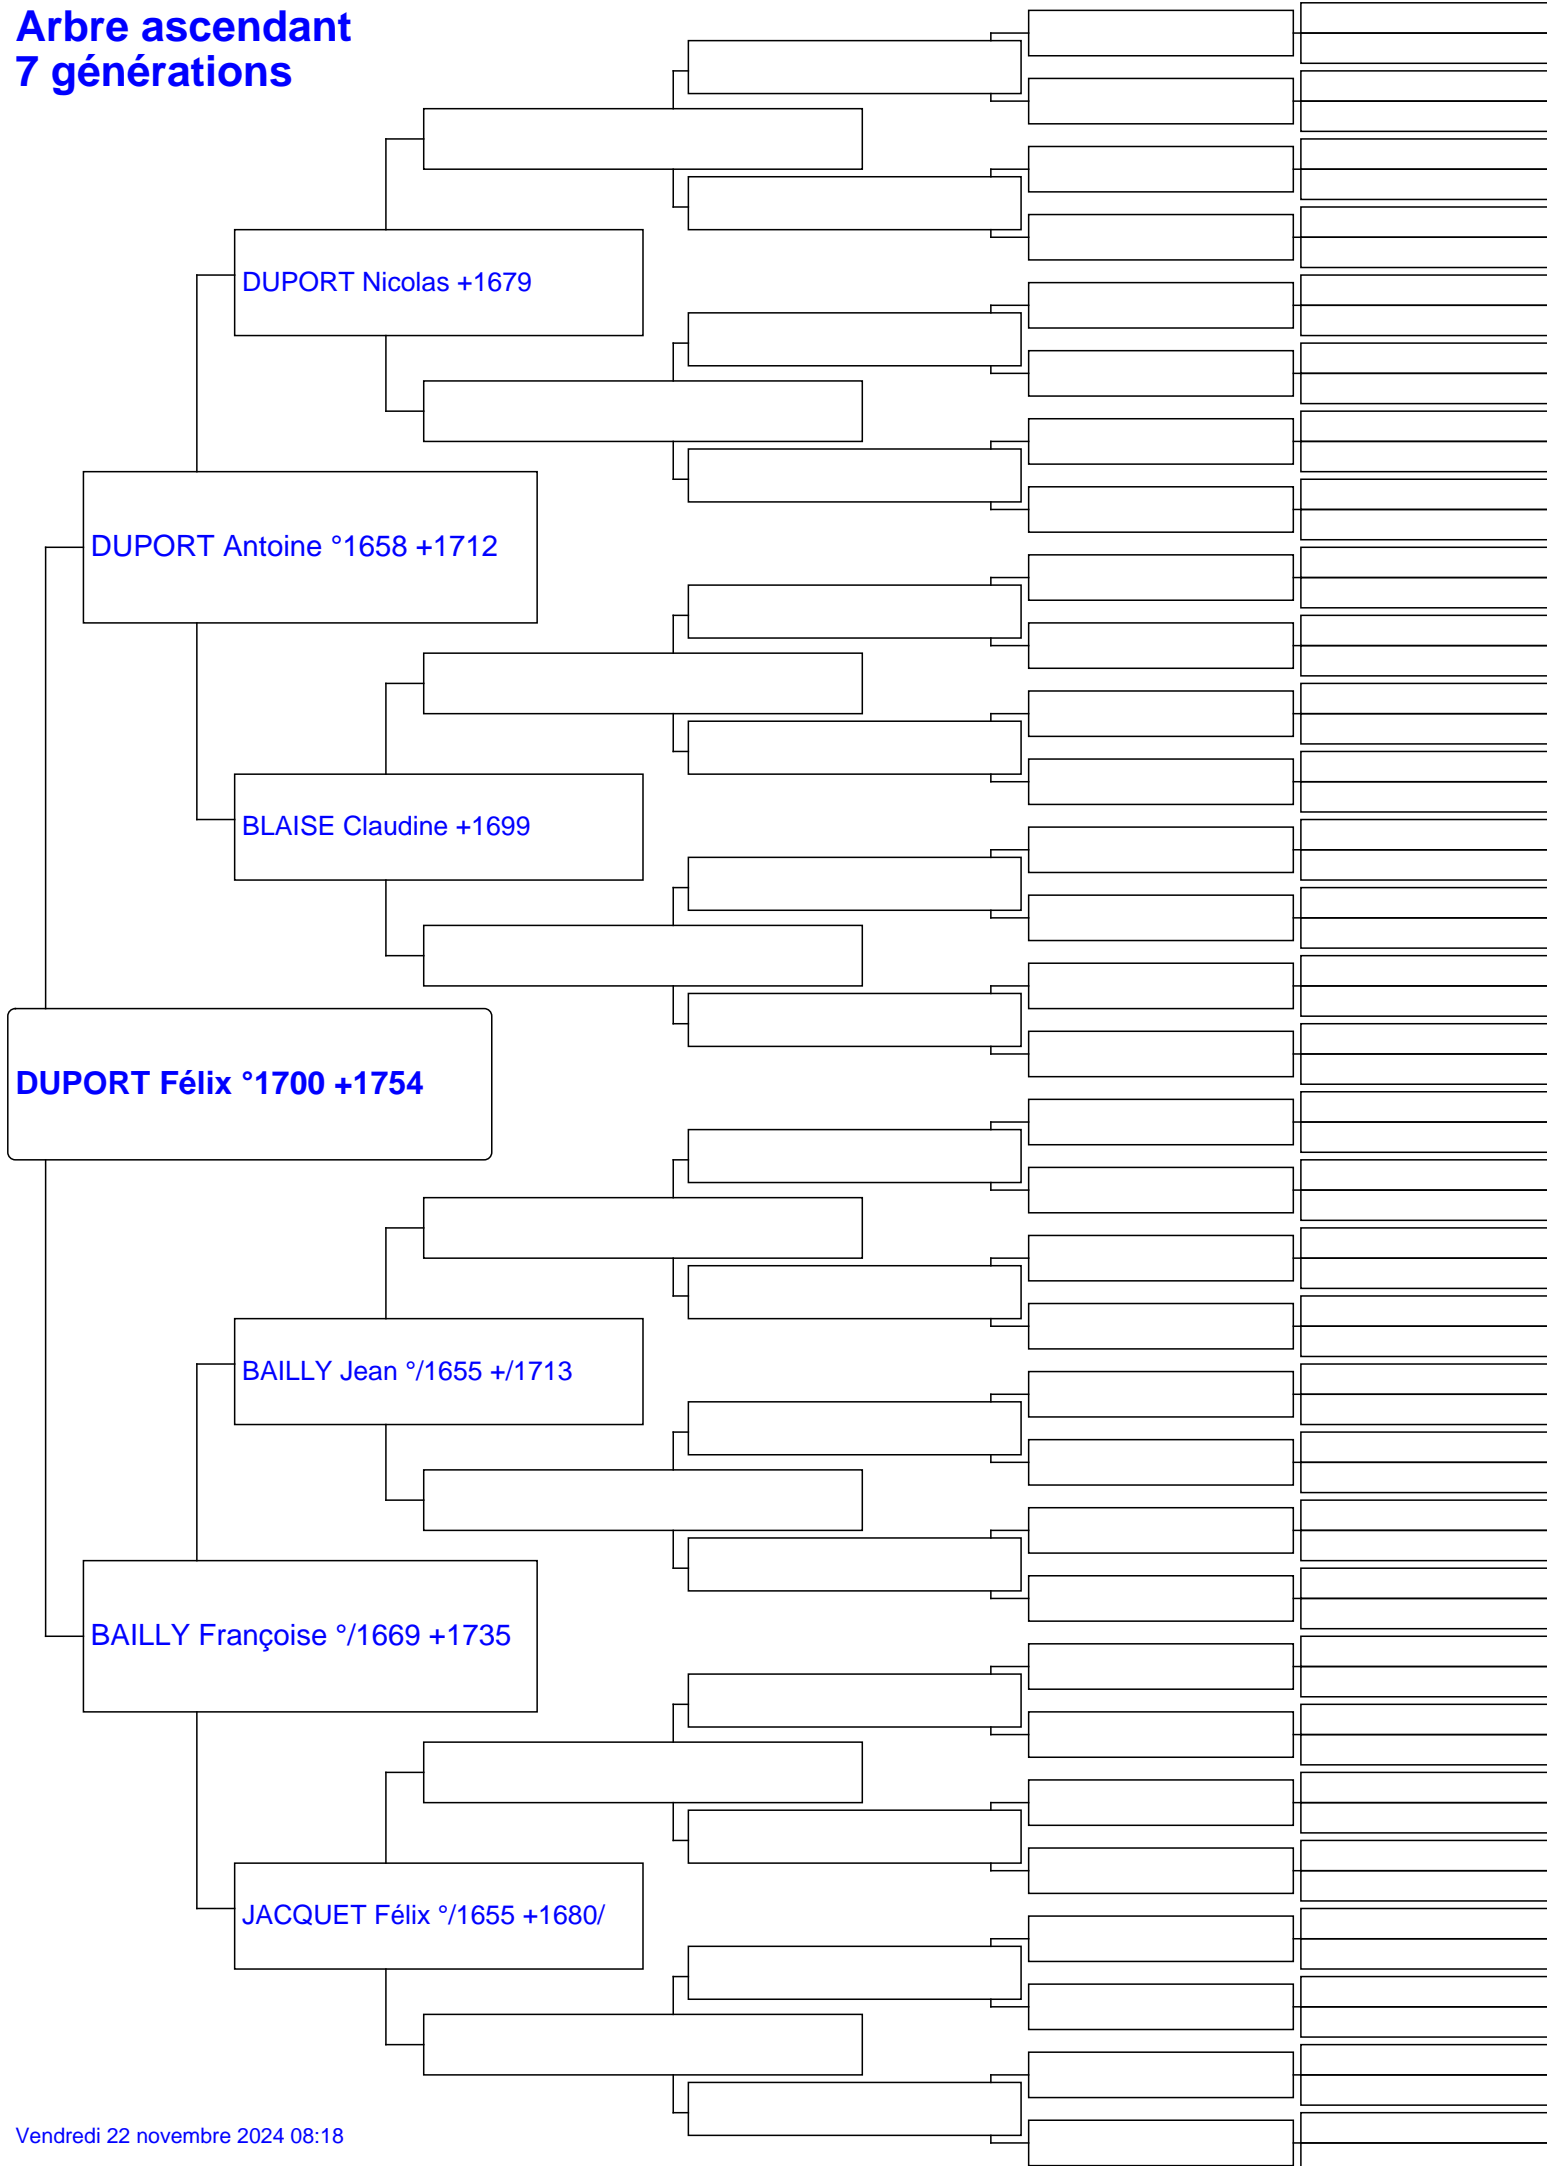 Arbre ascendant
7 générations
DUPORT Nicolas +1679
DUPORT Antoine °1658 +1712
BLAISE Claudine +1699
DUPORT Félix °1700 +1754
BAILLY Jean °/1655 +/1713
BAILLY Françoise °/1669 +1735
JACQUET Félix °/1655 +1680/
Vendredi 22 novembre 2024 08:18